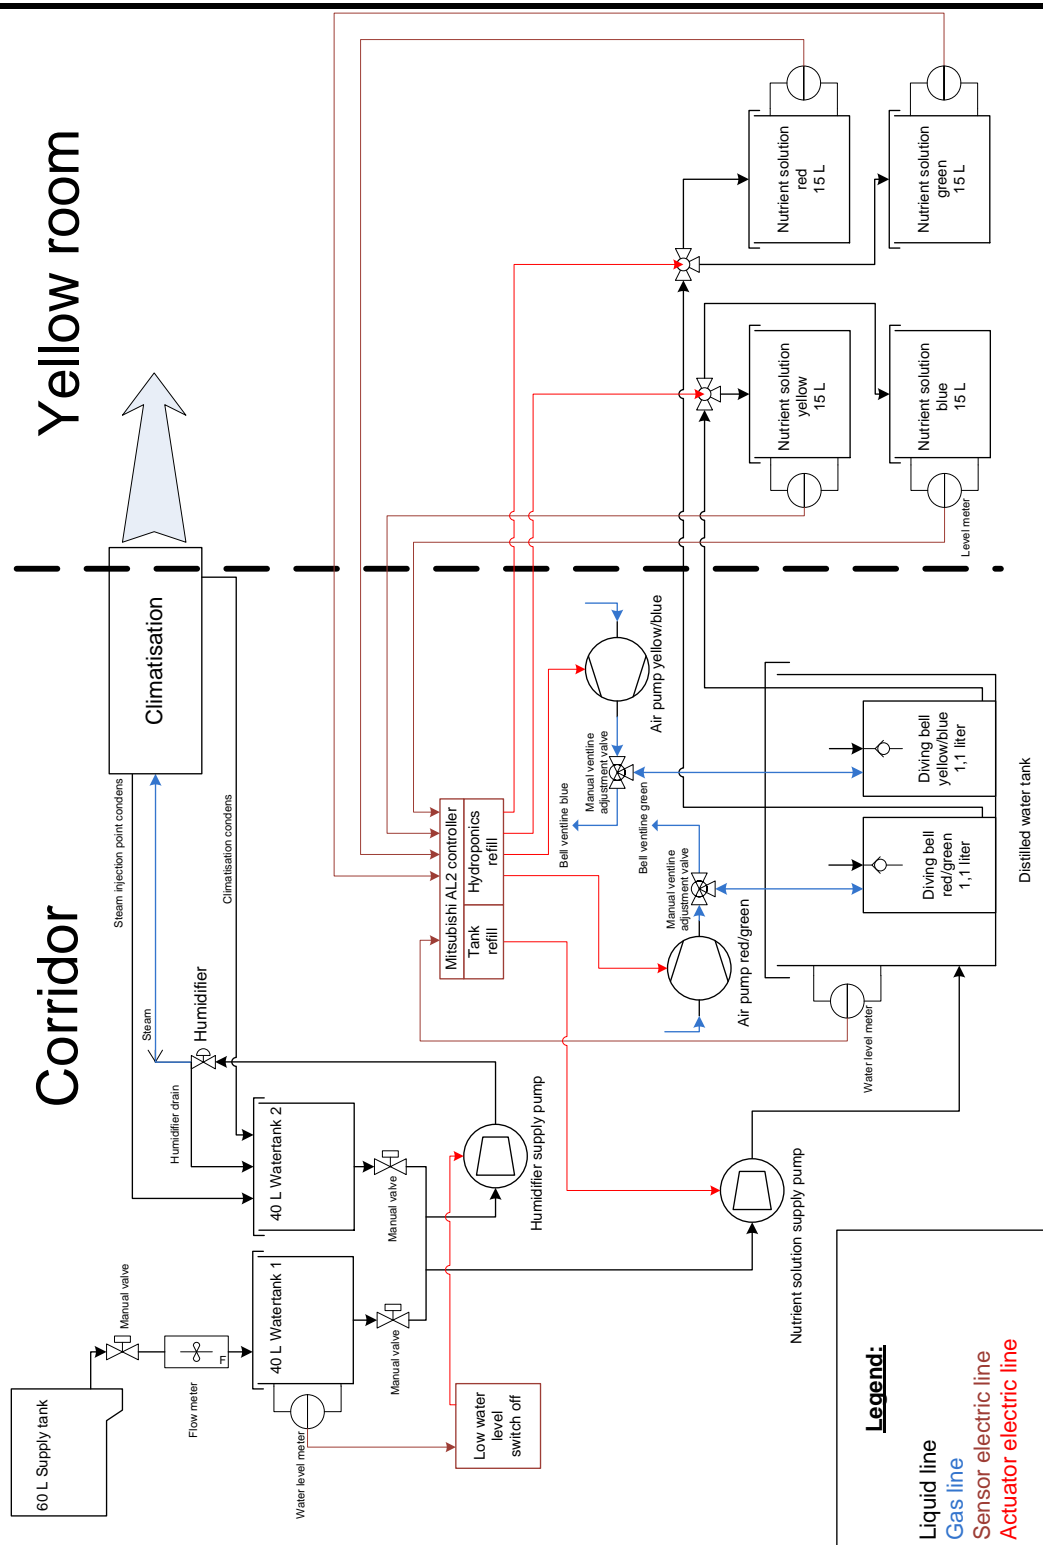 Yellow room
Corridor
Climatisation
Steam injection point condens
Steam
Climatisation condens
Humidifier
Humidifier drain
60 L Supply tank
Manual valve
Flow meter
F
40 L Watertank 1
Water level meter
Manual valve
40 L Watertank 2
Manual valve
Low water
level
switch off
Humidifier supply pump
Nutrient solution supply pump
Mitsubishi AL2 controller
Tank
refill
Hydroponics
refill
Air pump red/green
Manual ventline
adjustment valve
Bell ventline green
Air pump yellow/blue
Manual ventline
adjustment valve
Bell ventline blue
Water level meter
Diving bell
red/green
1,1 liter
Diving bell
yellow/blue
1,1 liter
Distilled water tank
Nutrient solution
yellow
15 L
Nutrient solution
blue
15 L
Level meter
Nutrient solution
red
15 L
Nutrient solution
green
15 L
Legend:
Liquid line
Gas line
Sensor electric line
Actuator electric line